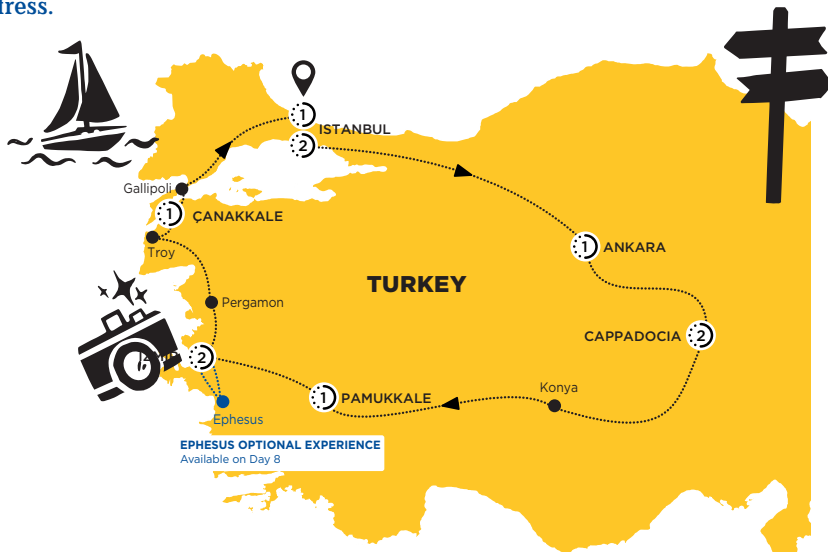 1
ISTANBUL
2
Gallipoli
1
ÇANAKKALE
Troy
1
ANKARA
TURKEY
Pergamon
CAPPADOCIA
2
2
Konya
1
PAMUKKALE
Ephesus
EPHESUS OPTIONAL EXPERIENCE
Available on Day 8